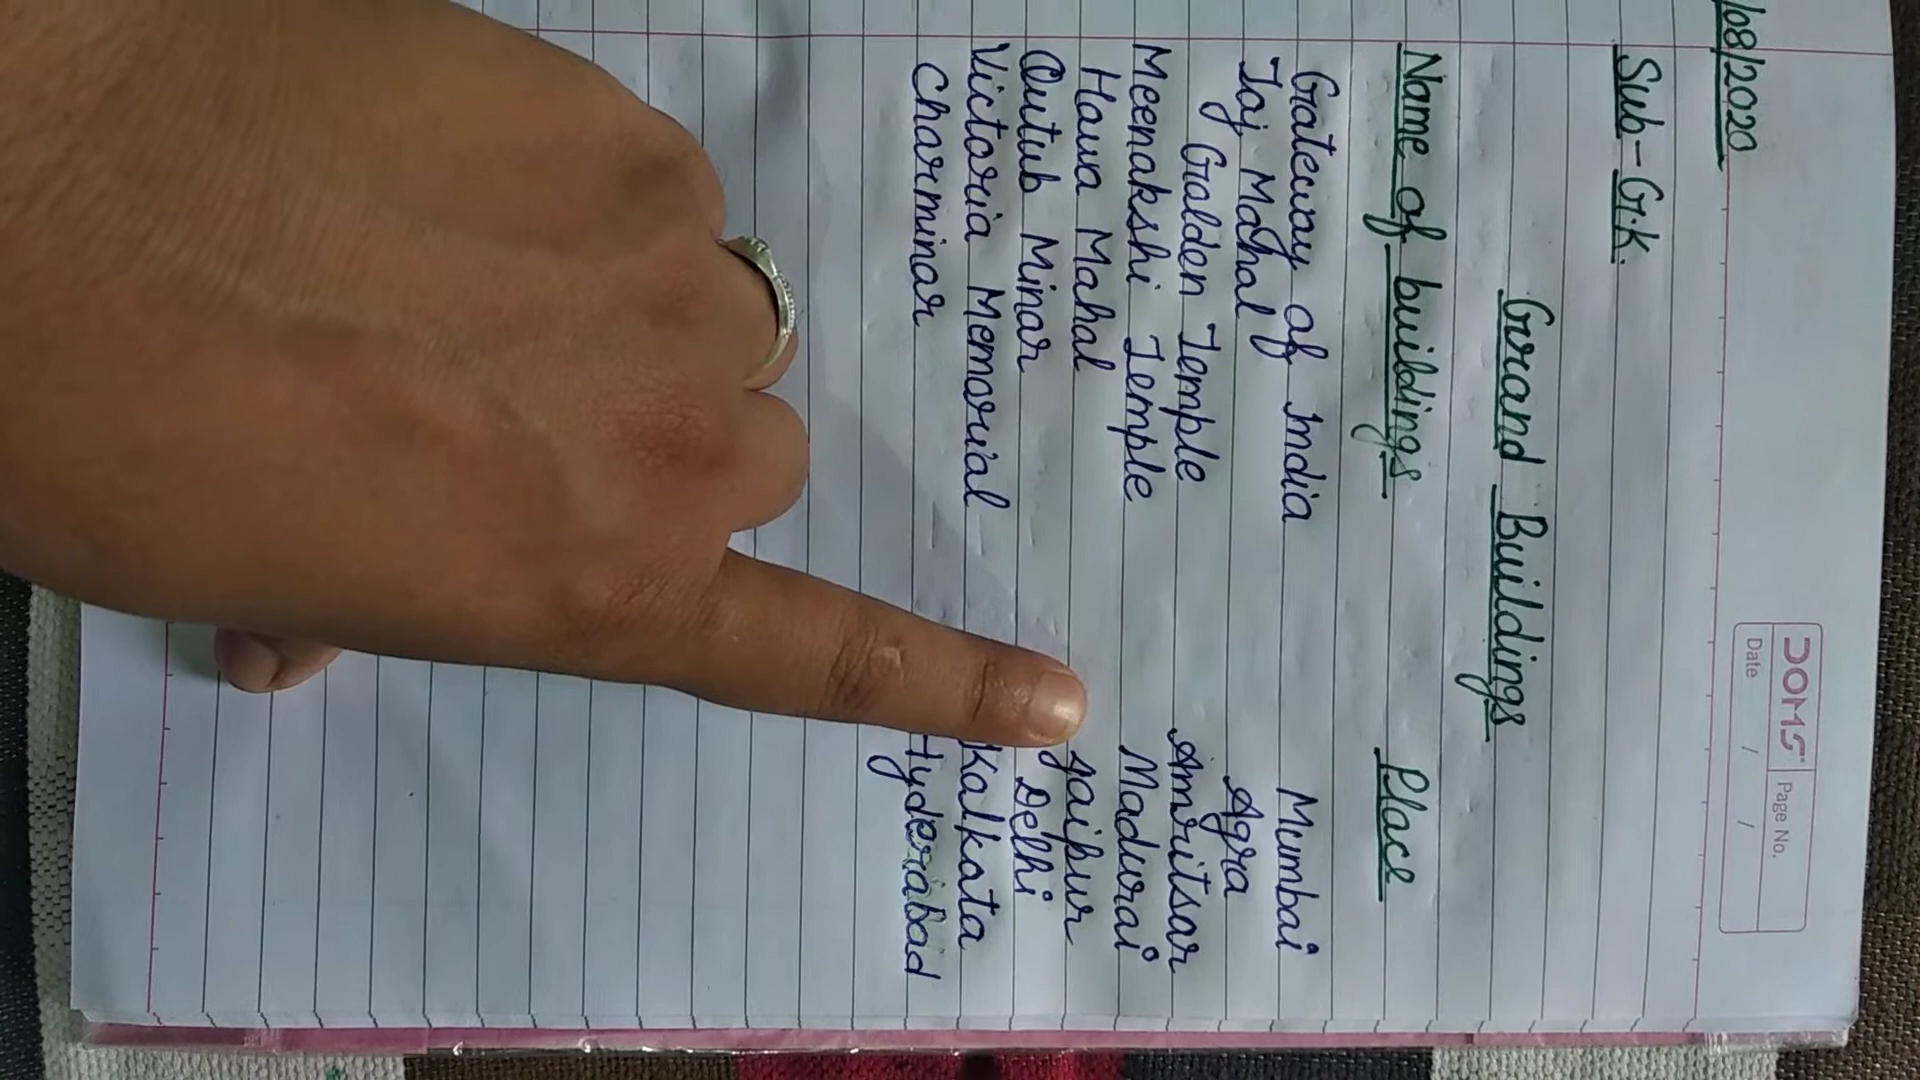 /08/2020
DOMS Page No.
Date / /
Sub-G.K.
Grand Buildings
Name of buildings Place
Gateway of India Mumbai
Taj Mahal Agra
Golden Temple Amritsar
Meenakshi Temple Madurai
Hawa Mahal Jaipur
Qutub Minar Delhi
Victoria Memorial Kalkata
Charminar Hyderabad